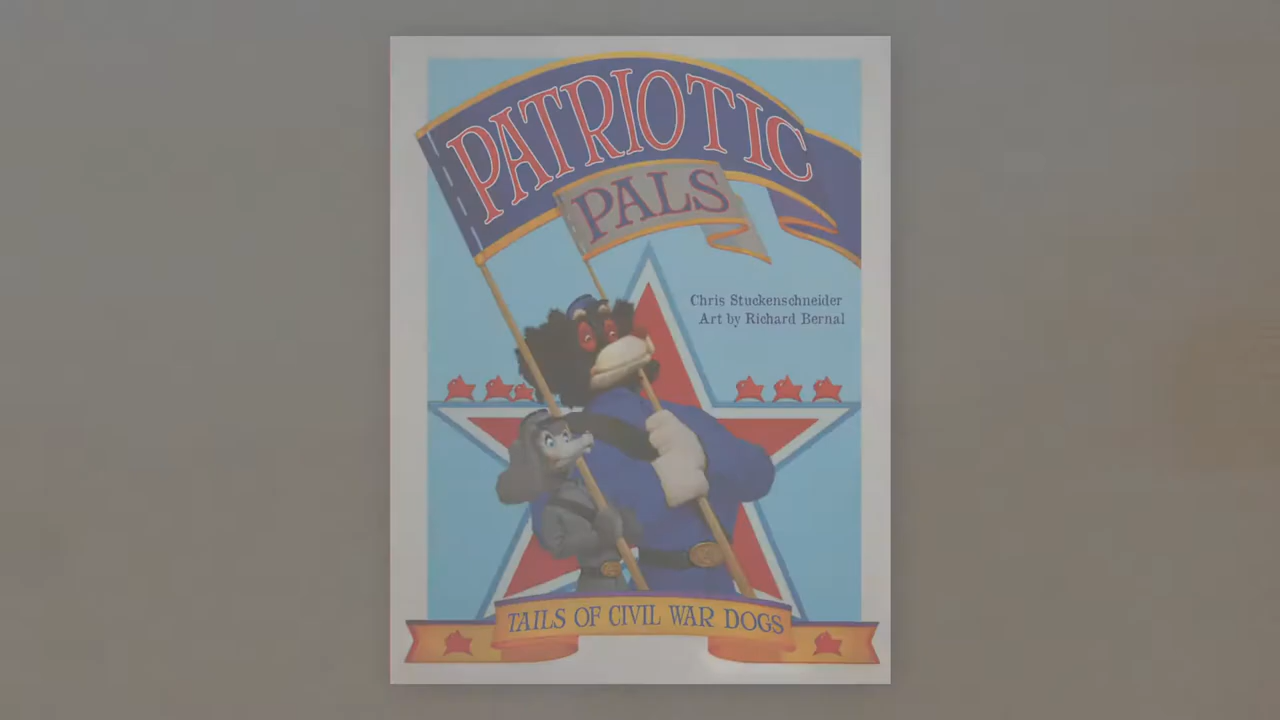 PATRIOTIC
PALS
Chris Stuckenschneider
Art by Richard Bernal
TAILS OF CIVIL WAR DOGS